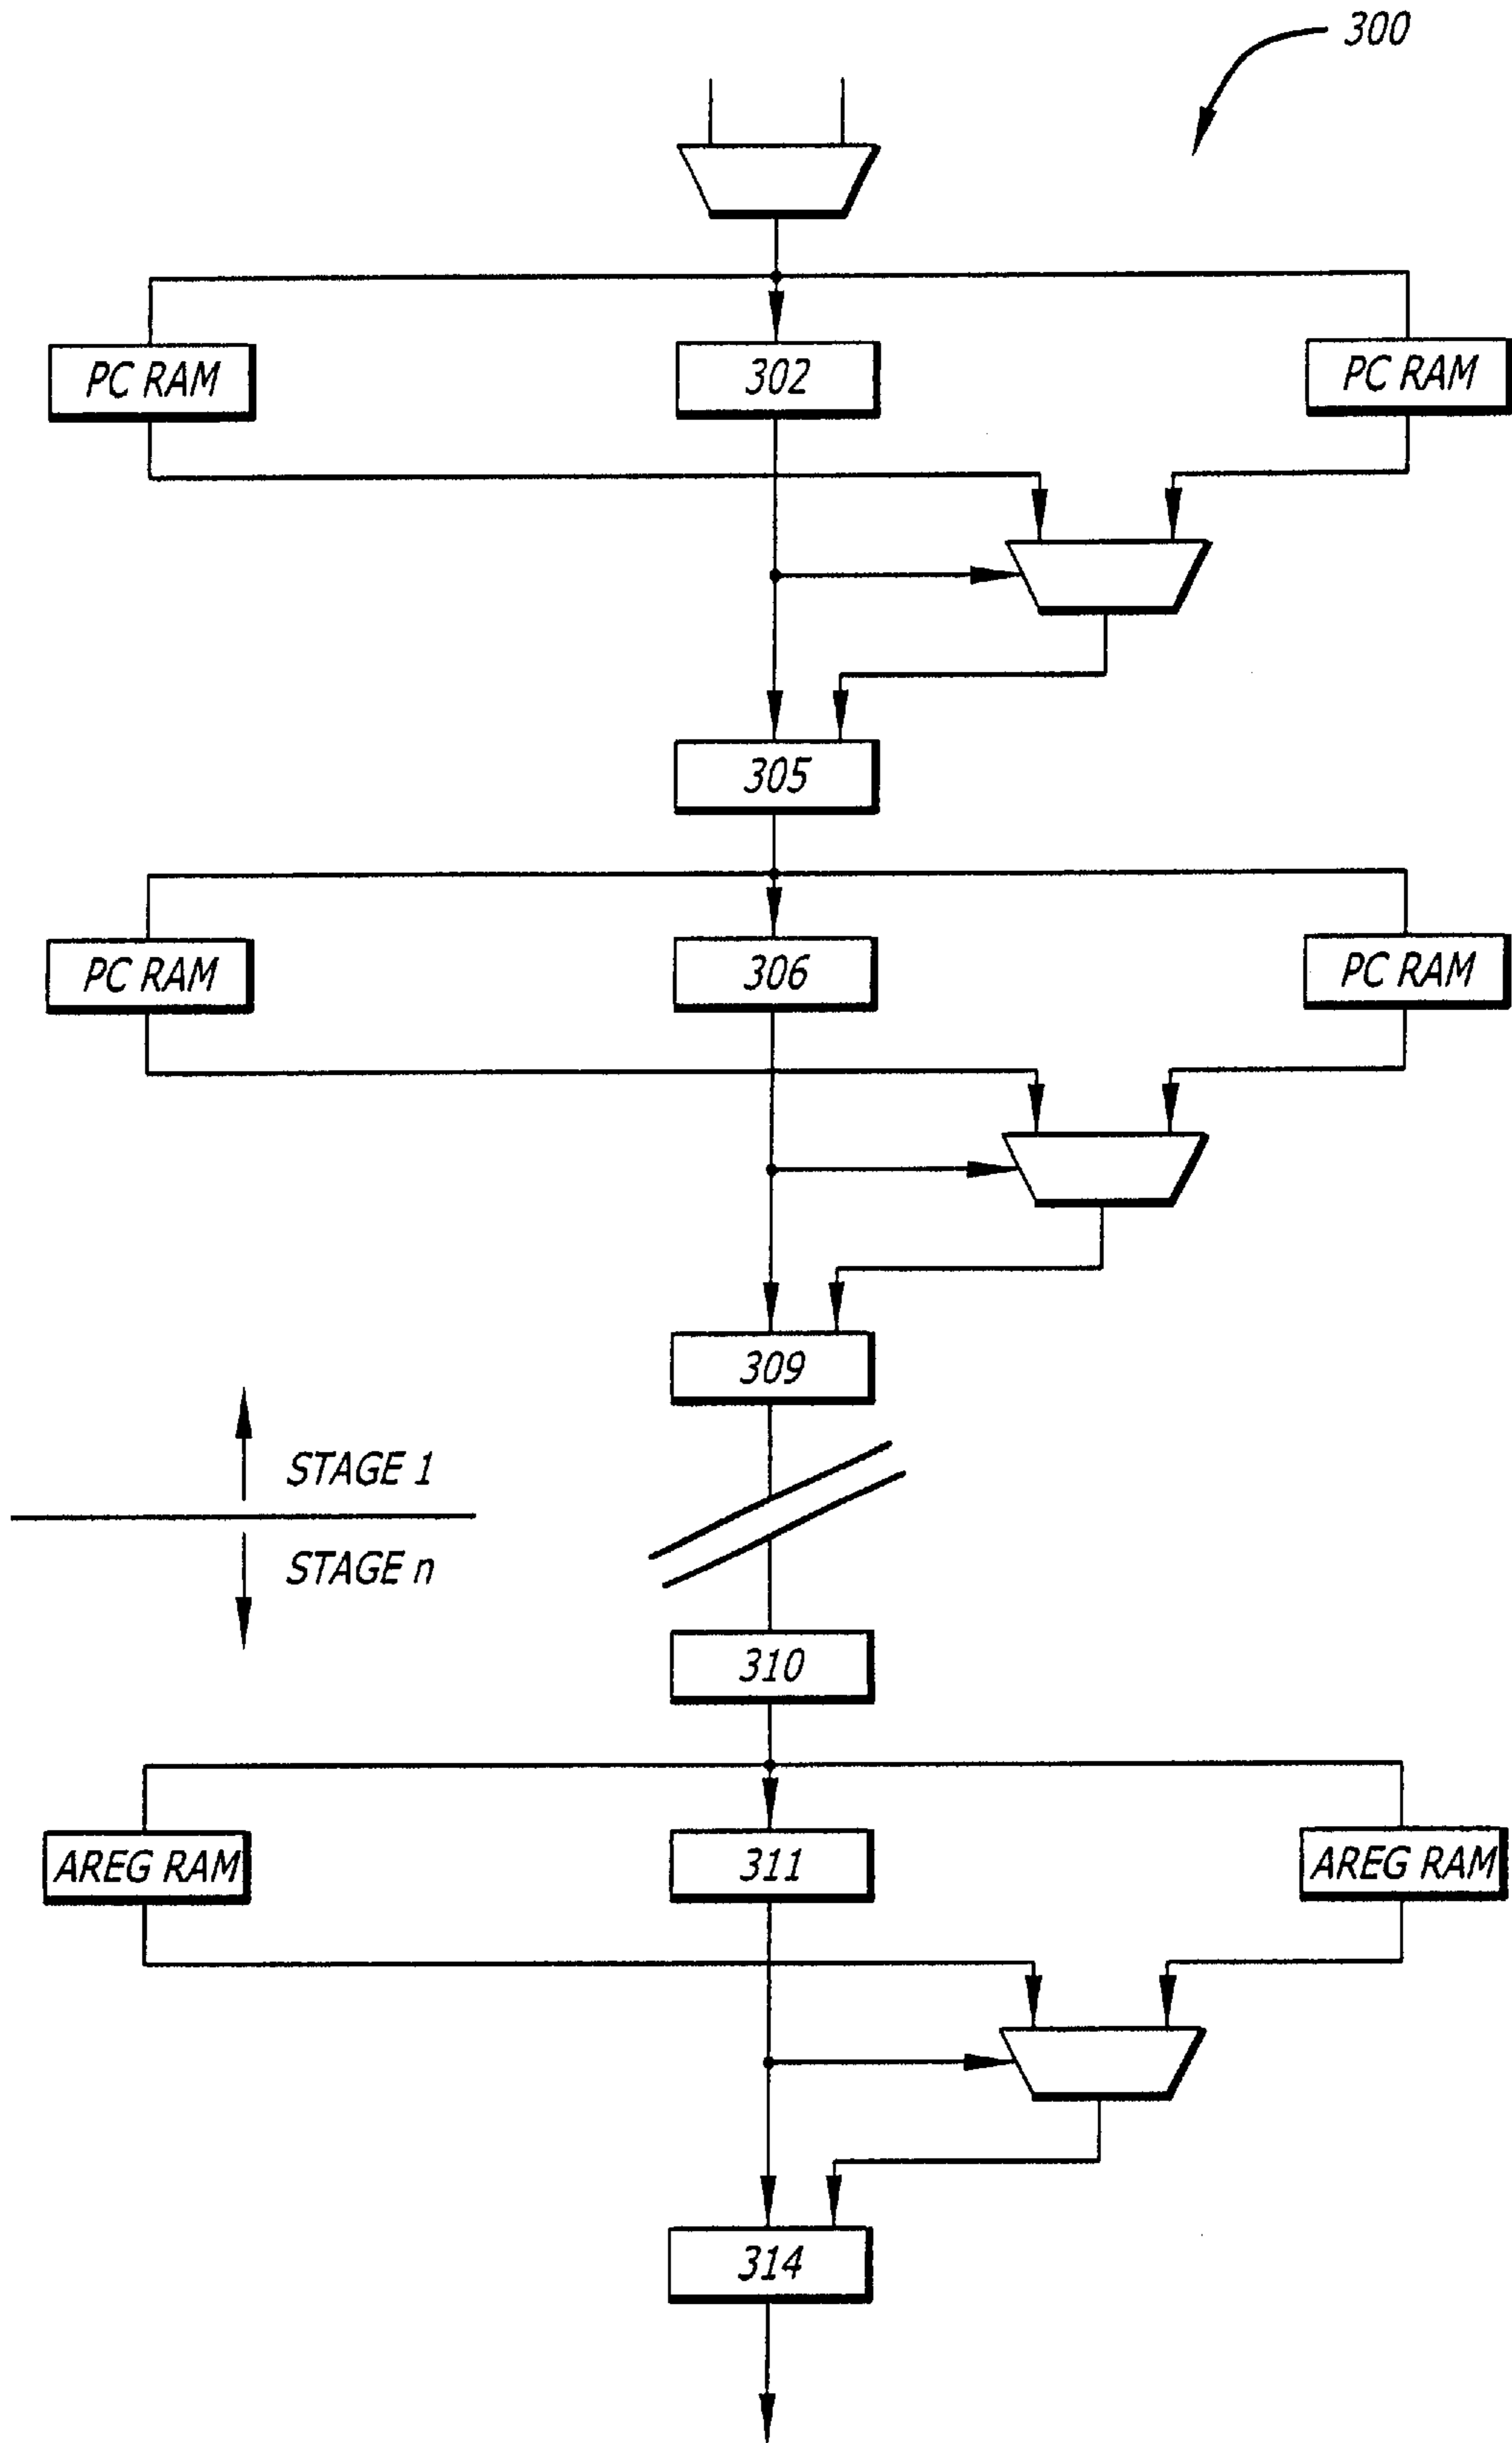 300
PC RAM
302
PC RAM
305
PC RAM
306
PC RAM
309
STAGE 1
STAGE n
310
AREG RAM
311
AREG RAM
314